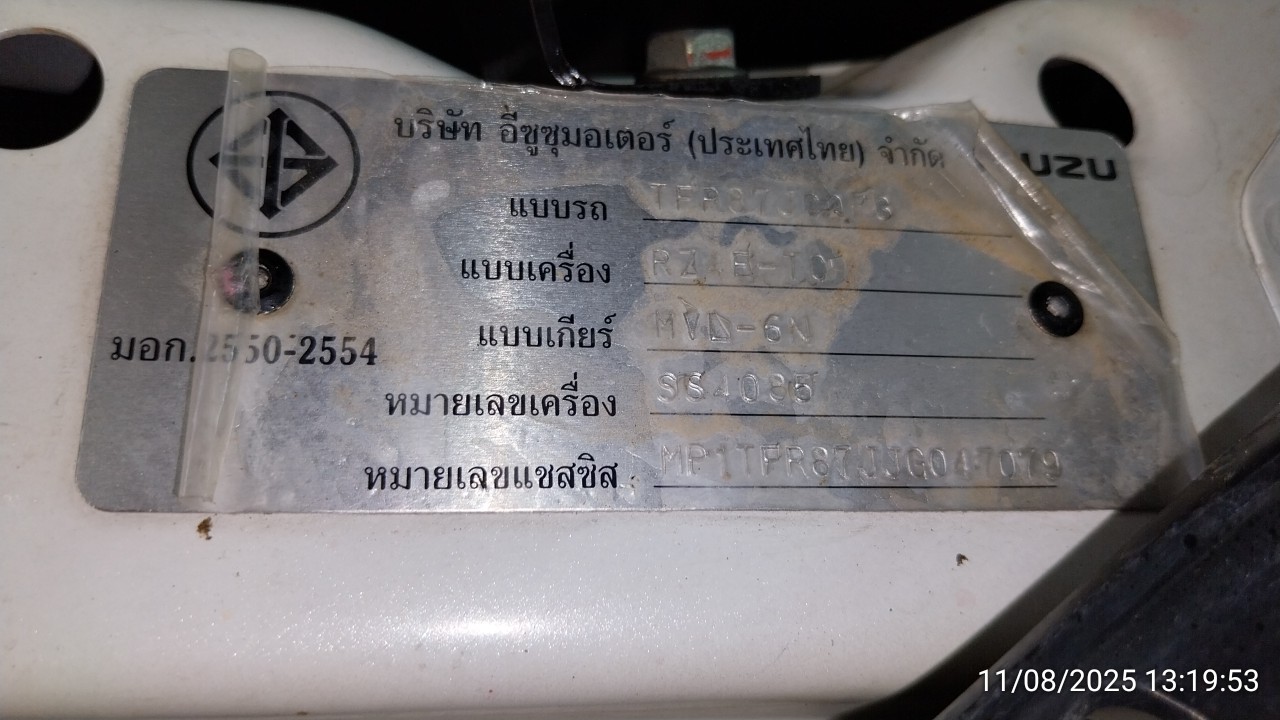 บริษัท อีซูซุมอเตอร์ (ประเทศไทย) จำกัด
UZU
แบบรถ
แบบเครื่อง
แบบเกียร์ MVD-6N
มอก. 2550-2554
หมายเลขเครื่อง
หมายเลขแชสซิส MP1TFR87JJG047079
11/08/2025 13:19:53